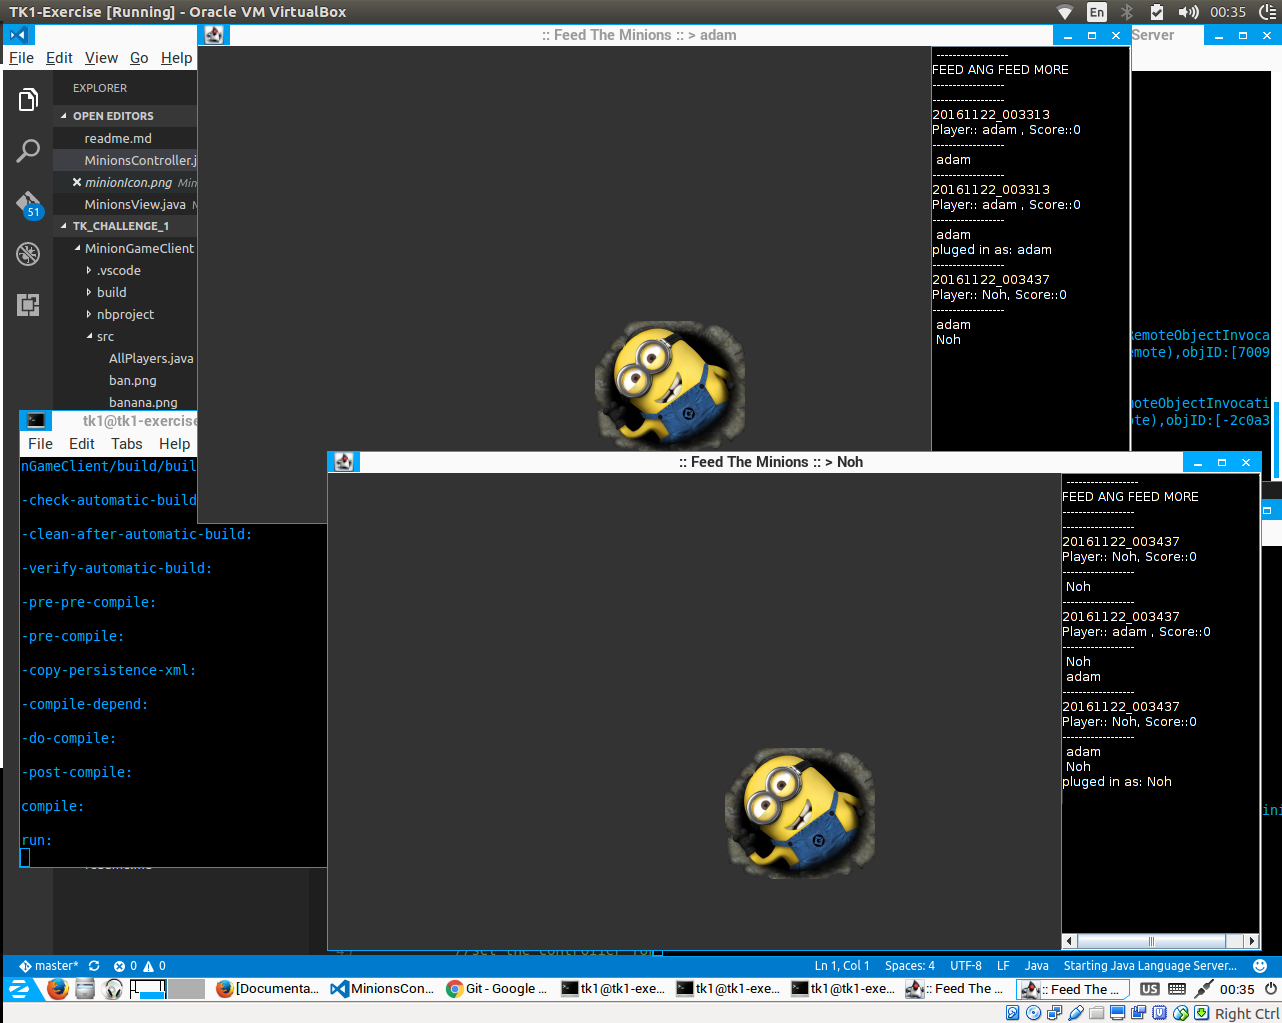 TK1-Exercise [Running] - Oracle VM VirtualBox
En
00:35
:: Feed The Minions :: > adam
Server
File Edit View Go Help
EXPLORER
OPEN EDITORS
readme.md
MinionsController.j
minionIcon.png Min
MinionsView.java
51
TK_CHALLENGE_1
MinionGameClient
.vscode
build
nbproject
src
AllPlayers.java
ban.png
banana.png
------------------
FEED ANG FEED MORE
------------------
------------------
20161122_003313
Player:: adam , Score::0
------------------
adam
------------------
20161122_003313
Player:: adam , Score::0
------------------
adam
pluged in as: adam
------------------
20161122_003437
Player:: Noh, Score::0
------------------
adam
Noh
RemoteObjectInvoca
mote),objID:[7009
moteObjectInvocati
ote),objID:[-2c0a3
tk1@tk1-exercise
File Edit Tabs Help
nGameClient/build/buil
-check-automatic-build
-clean-after-automatic-build:
-verify-automatic-build:
-pre-pre-compile:
-pre-compile:
-copy-persistence-xml:
-compile-depend:
-do-compile:
-post-compile:
compile:
run:
:: Feed The Minions :: > Noh
------------------
FEED ANG FEED MORE
------------------
------------------
20161122_003437
Player:: Noh, Score::0
------------------
Noh
------------------
20161122_003437
Player:: adam , Score::0
------------------
Noh
adam
------------------
20161122_003437
Player:: Noh, Score::0
------------------
adam
Noh
pluged in as: Noh
ini
master* 0 0
Ln 1, Col 1 Spaces: 4 UTF-8 LF Java Starting Java Language Server...
[Documenta... MinionsCon... Git - Google ... tk1@tk1-exe... tk1@tk1-exe... tk1@tk1-exe... :: Feed The ... :: Feed The ... US 00:35
Right Ctrl